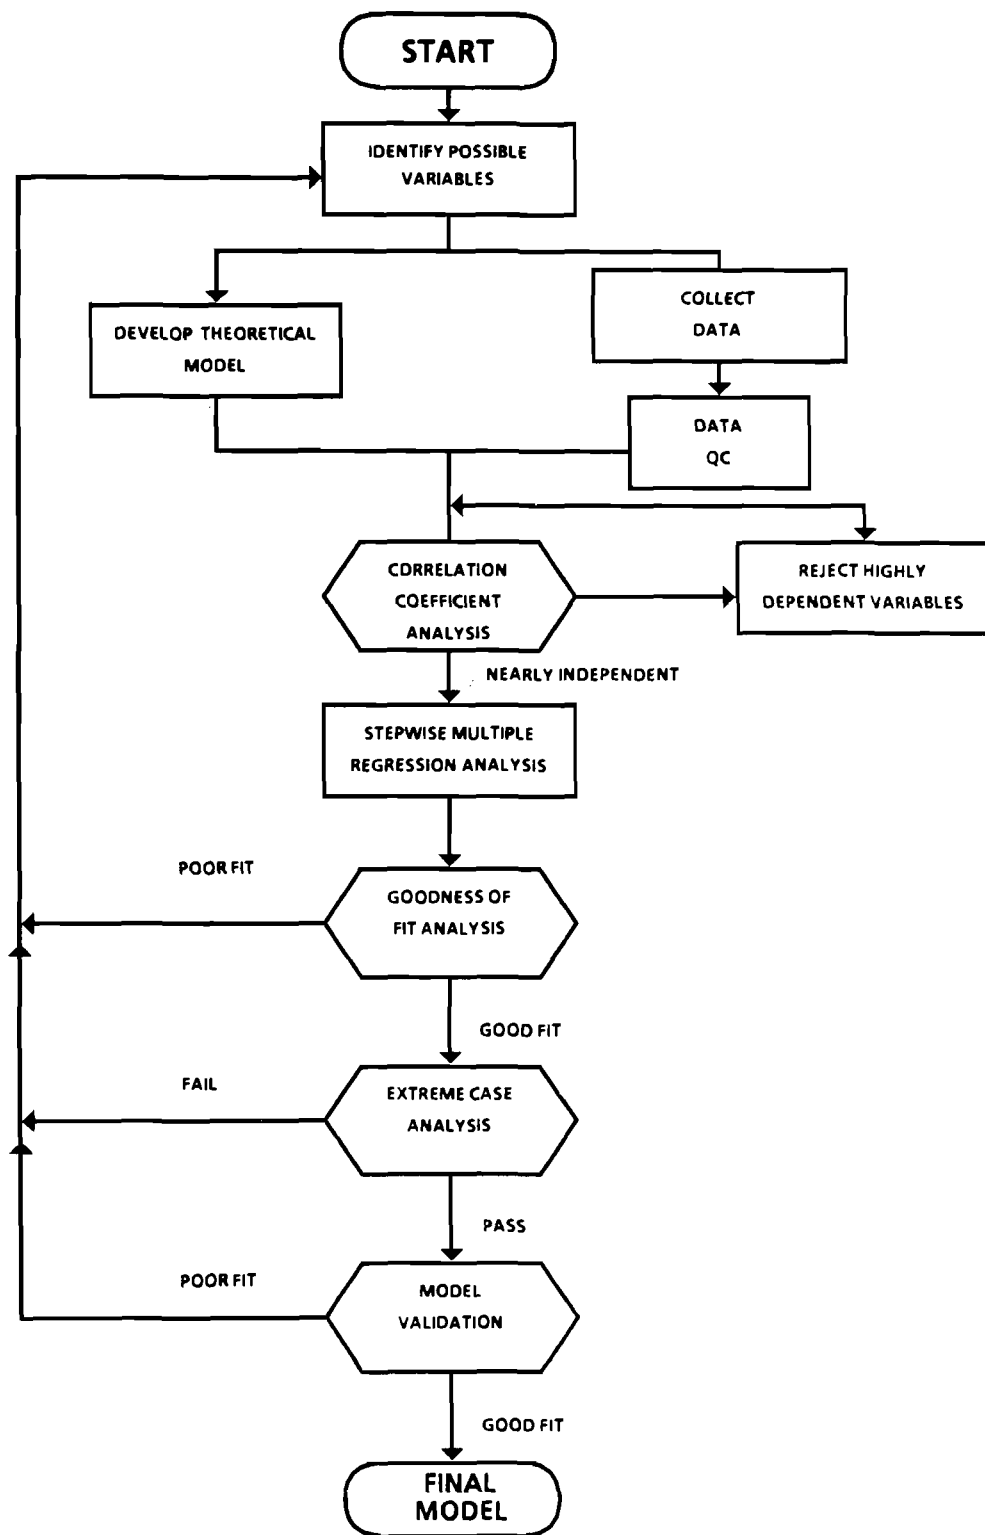 START
IDENTIFY POSSIBLE
VARIABLES
DEVELOP THEORETICAL
MODEL
COLLECT
DATA
DATA
QC
CORRELATION
COEFFICIENT
ANALYSIS
REJECT HIGHLY
DEPENDENT VARIABLES
NEARLY INDEPENDENT
STEPWISE MULTIPLE
REGRESSION ANALYSIS
POOR FIT
GOODNESS OF
FIT ANALYSIS
GOOD FIT
FAIL
EXTREME CASE
ANALYSIS
PASS
POOR FIT
MODEL
VALIDATION
GOOD FIT
FINAL
MODEL